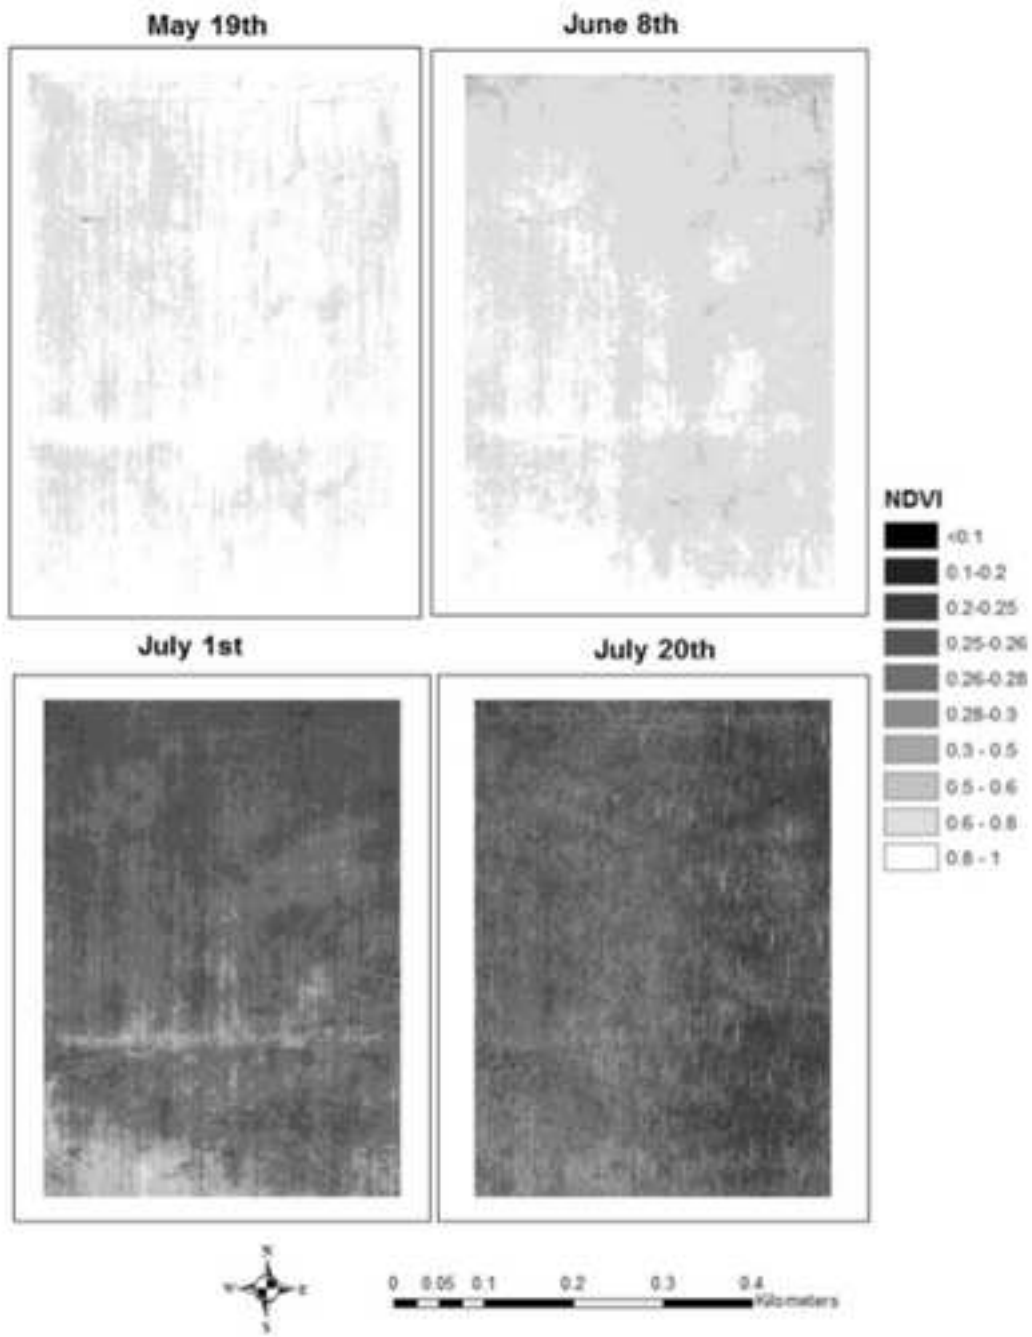 May 19th
June 8th
NDVI
<0.1
0.1-0.2
0.2-0.25
0.25-0.26
0.26-0.28
0.28-0.3
0.3 - 0.5
0.5 - 0.6
0.6 - 0.8
0.8 - 1
July 1st
July 20th
N
W E
S
0 0.05 0.1 0.2 0.3 0.4
Kilometers